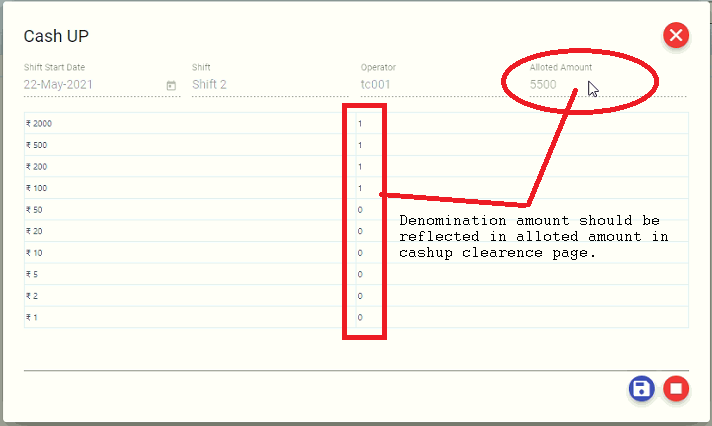 Cash UP
Shift Start Date Shift Operator Alloted Amount
22-May-2021 Shift 2 tc001 5500
₹ 2000 1
₹ 500 1
₹ 200 1
₹ 100 1
₹ 50 0
₹ 20 0
₹ 10 0
₹ 5 0
₹ 2 0
₹ 1 0
Denomination amount should be
reflected in alloted amount in
cashup clearence page.